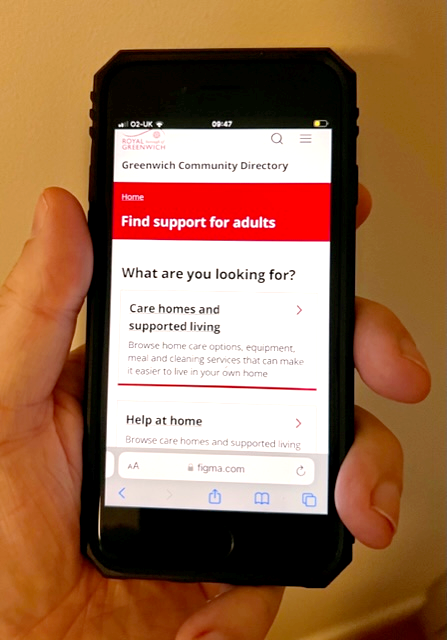 O2-UK 09:47
ROYAL borough of
GREENWICH
Greenwich Community Directory
Home
Find support for adults
What are you looking for?
Care homes and
supported living
Browse home care options, equipment,
meal and cleaning services that can make
it easier to live in your own home
Help at home
Browse care homes and supported living
AA figma.com